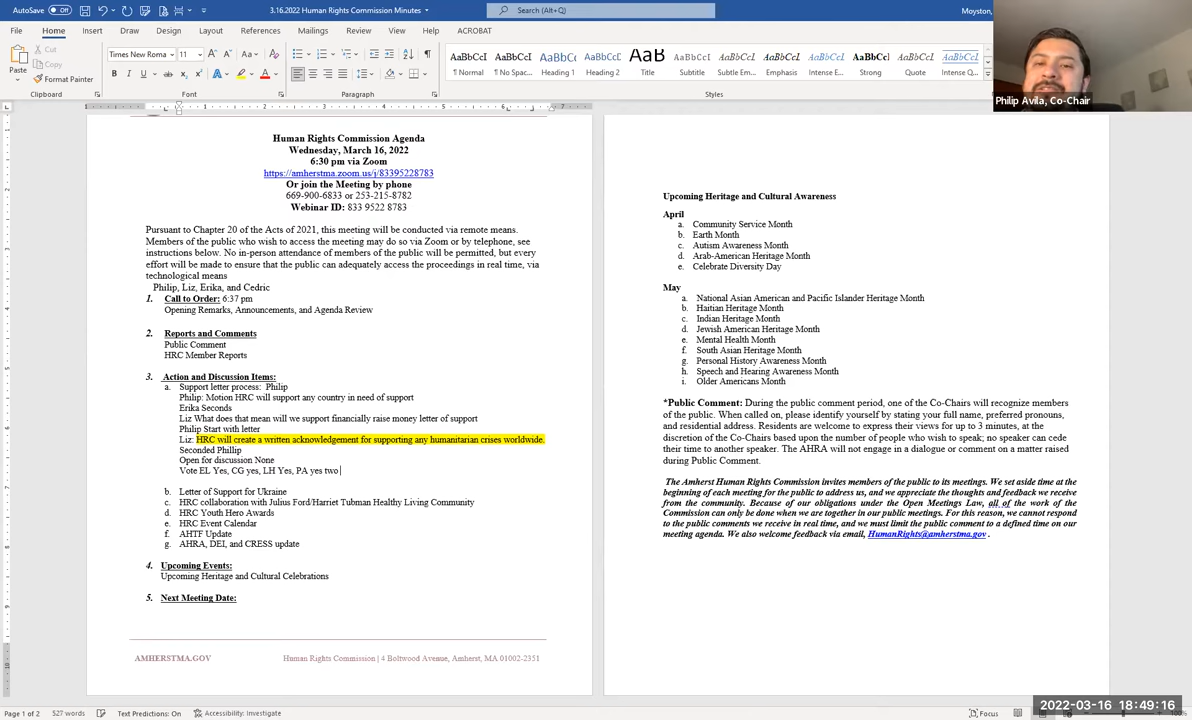 AutoSave Off
3.16.2022 Human Rights Commission Minutes
Search (Alt+Q)
Moyston,
File Home Insert Draw Design Layout References Mailings Review View Help ACROBAT
Paste
Cut
Copy
Format Painter
Times New Roma 11
AaBbCcI AaBbCcI AaBbC AaBbCcI AaB AaBbCcI AaBbCcI AaBbCcI AaBbCcI AaBbCcI AaBbCcI AaBbCcI
¶ Normal ¶ No Spac... Heading 1 Heading 2 Title Subtitle Subtle Em... Emphasis Intense E... Strong Quote Intense Q...
Clipboard Font Paragraph Styles
Philip Avila, Co-Chair
Human Rights Commission Agenda
Wednesday, March 16, 2022
6:30 pm via Zoom
https://amherstma.zoom.us/j/83395228783
Or join the Meeting by phone
669-900-6833 or 253-215-8782
Webinar ID: 833 9522 8783
Pursuant to Chapter 20 of the Acts of 2021, this meeting will be conducted via remote means.
Members of the public who wish to access the meeting may do so via Zoom or by telephone, see
instructions below. No in-person attendance of members of the public will be permitted, but every
effort will be made to ensure that the public can adequately access the proceedings in real time, via
technological means
Philip, Liz, Erika, and Cedric
1. Call to Order: 6:37 pm
Opening Remarks, Announcements, and Agenda Review
2. Reports and Comments
Public Comment
HRC Member Reports
3. Action and Discussion Items:
a. Support letter process: Philip
Philip: Motion HRC will support any country in need of support
Erika Seconds
Liz What does that mean will we support financially raise money letter of support
Philip Start with letter
Liz: HRC will create a written acknowledgement for supporting any humanitarian crises worldwide.
Seconded Phillip
Open for discussion None
Vote EL Yes, CG yes, LH Yes, PA yes two
b. Letter of Support for Ukraine
c. HRC collaboration with Julius Ford/Harriet Tubman Healthy Living Community
d. HRC Youth Hero Awards
e. HRC Event Calendar
f. AHTF Update
g. AHRA, DEI, and CRESS update
4. Upcoming Events:
Upcoming Heritage and Cultural Celebrations
5. Next Meeting Date:
AMHERSTMA.GOV Human Rights Commission | 4 Boltwood Avenue, Amherst, MA 01002-2351
Upcoming Heritage and Cultural Awareness
April
a. Community Service Month
b. Earth Month
c. Autism Awareness Month
d. Arab-American Heritage Month
e. Celebrate Diversity Day
May
a. National Asian American and Pacific Islander Heritage Month
b. Haitian Heritage Month
c. Indian Heritage Month
d. Jewish American Heritage Month
e. Mental Health Month
f. South Asian Heritage Month
g. Personal History Awareness Month
h. Speech and Hearing Awareness Month
i. Older Americans Month
*Public Comment: During the public comment period, one of the Co-Chairs will recognize members
of the public. When called on, please identify yourself by stating your full name, preferred pronouns,
and residential address. Residents are welcome to express their views for up to 3 minutes, at the
discretion of the Co-Chairs based upon the number of people who wish to speak; no speaker can cede
their time to another speaker. The AHRA will not engage in a dialogue or comment on a matter raised
during Public Comment.
The Amherst Human Rights Commission invites members of the public to its meetings. We set aside time at the
beginning of each meeting for the public to address us, and we appreciate the thoughts and feedback we receive
from the community. Because of our obligations under the Open Meetings Law, all of the work of the
Commission can only be done when we are together in our public meetings. For this reason, we cannot respond
to the public comments we receive in real time, and we must limit the public comment to a defined time on our
meeting agenda. We also welcome feedback via email, HumanRights@amherstma.gov .
Page 1 of 2 527 words Text Predictions: On Accessibility: Investigate
Focus
2022-03-16 18:49:16